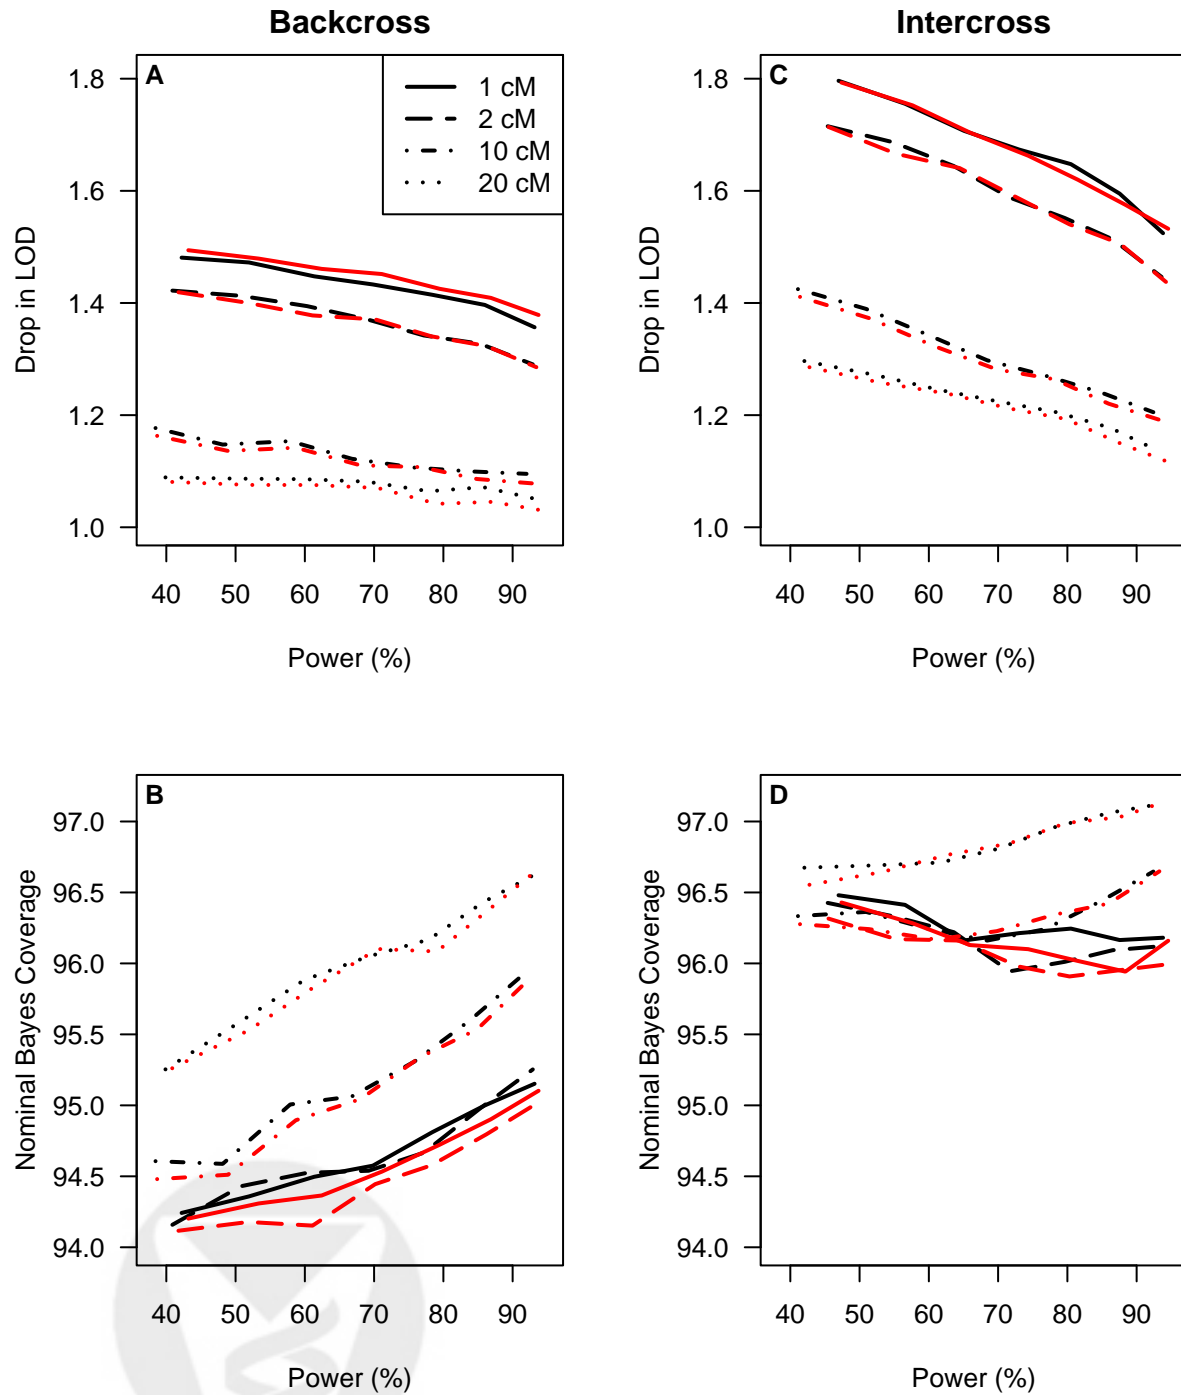 Backcross
A
1 cM
2 cM
10 cM
20 cM
1.8
1.6
1.4
1.2
1.0
Drop in LOD
40 50 60 70 80 90
Power (%)
Intercross
C
1.8
1.6
1.4
1.2
1.0
Drop in LOD
40 50 60 70 80 90
Power (%)
B
97.0
96.5
96.0
95.5
95.0
94.5
94.0
Nominal Bayes Coverage
40 50 60 70 80 90
Power (%)
D
97.0
96.5
96.0
95.5
95.0
94.5
94.0
Nominal Bayes Coverage
40 50 60 70 80 90
Power (%)